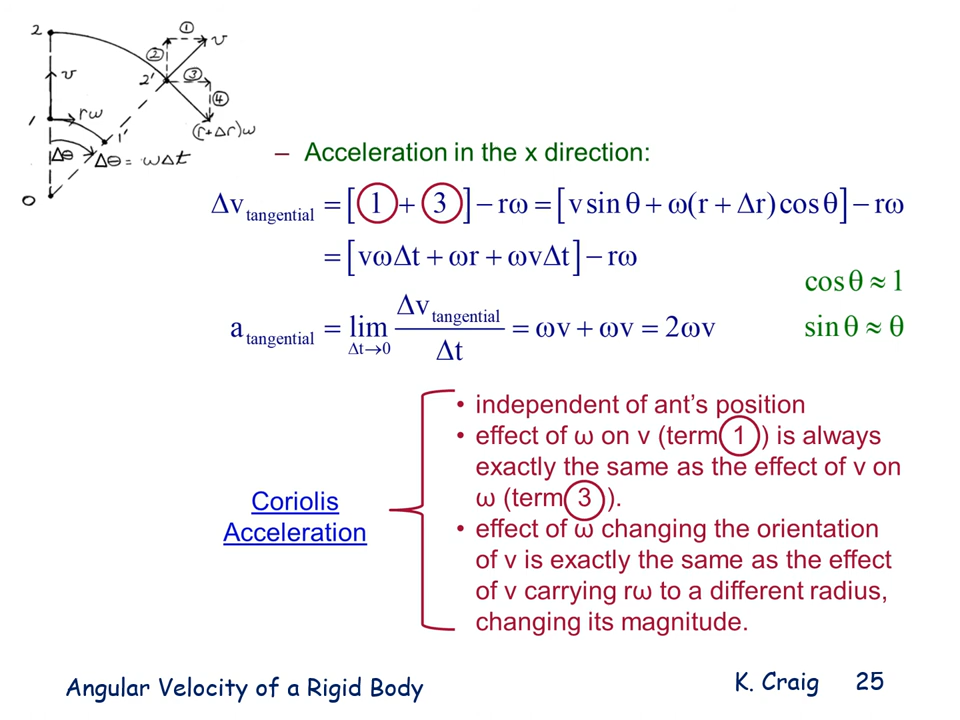 2
①
v
②
2'
③
④
v
1
rω
1'
(r+Δr)ω
Δθ
Δθ = ωΔt
0
– Acceleration in the x direction:
Δv_tangential = [① + ③] − rω = [v sin θ + ω(r + Δr) cos θ] − rω
= [vωΔt + ωr + ωvΔt] − rω
cos θ ≈ 1
a_tangential = lim_{Δt→0} Δv_tangential / Δt = ωv + ωv = 2ωv
sin θ ≈ θ
• independent of ant's position
• effect of ω on v (term ①) is always
exactly the same as the effect of v on
ω (term ③).
Coriolis
Acceleration
• effect of ω changing the orientation
of v is exactly the same as the effect
of v carrying rω to a different radius,
changing its magnitude.
Angular Velocity of a Rigid Body
K. Craig 25